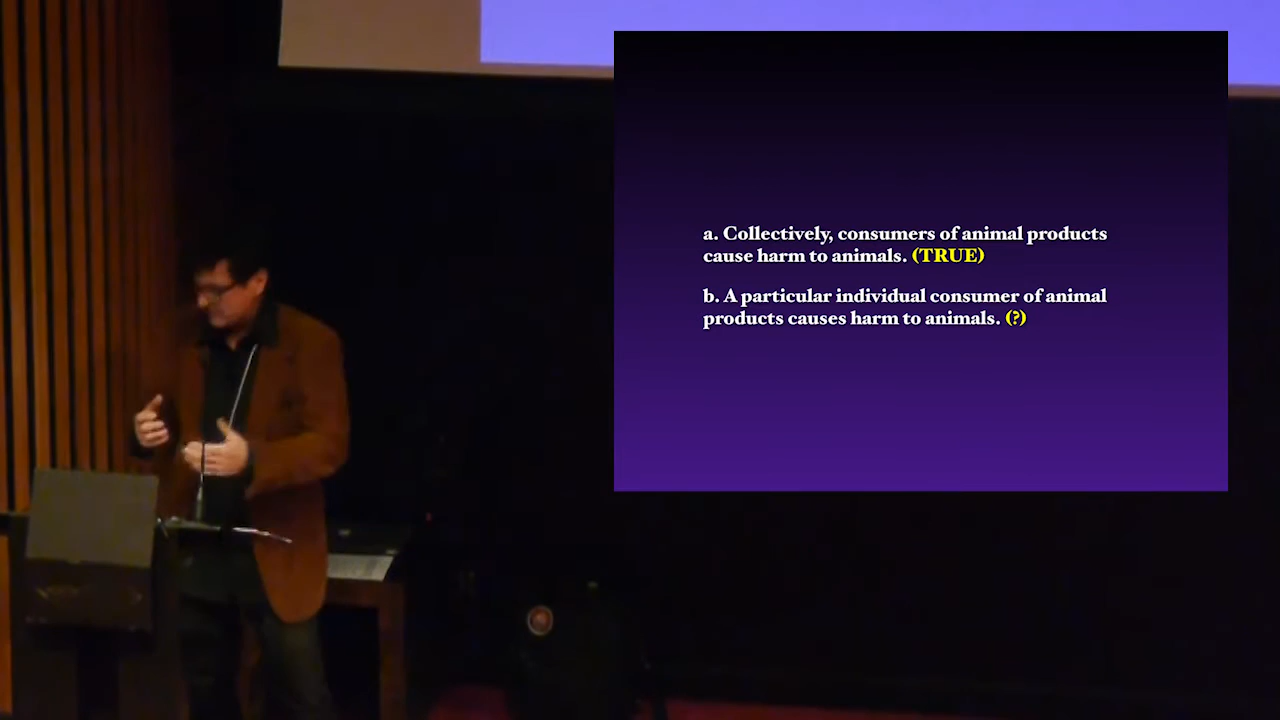 a. Collectively, consumers of animal products
cause harm to animals. (TRUE)
b. A particular individual consumer of animal
products causes harm to animals. (?)